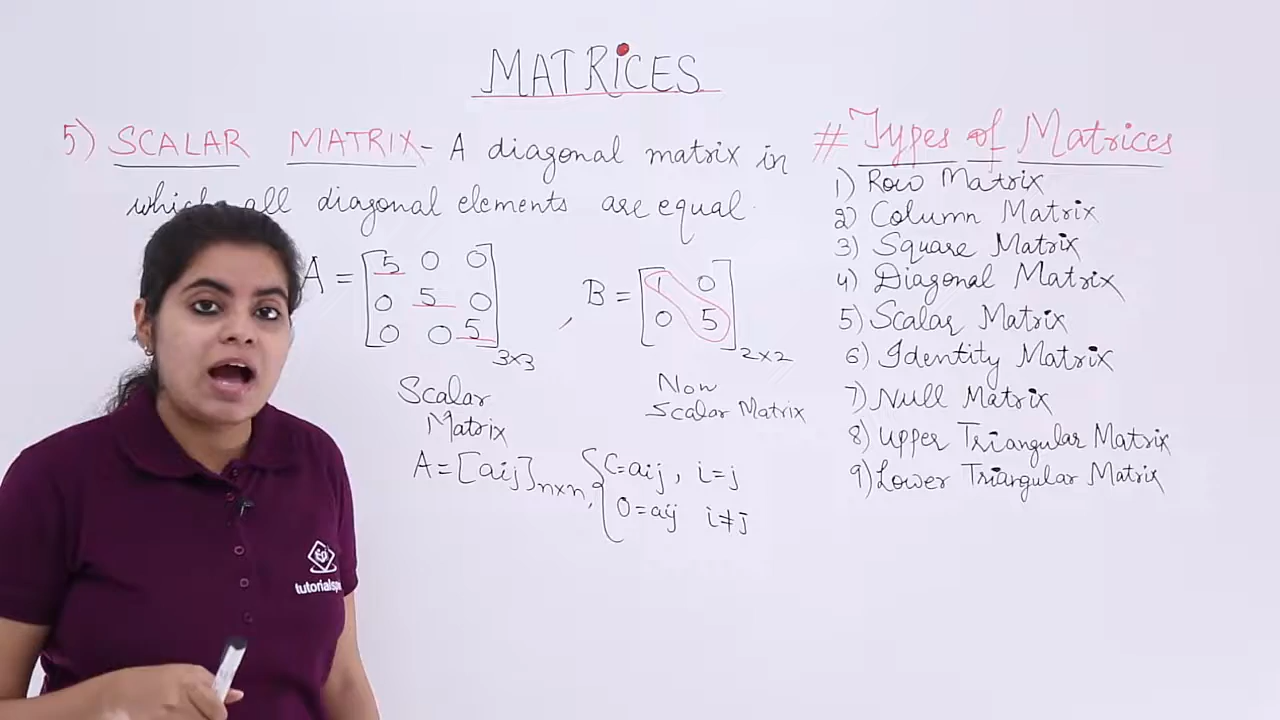 MATRiCES
5) SCALAR MATRIX - A diagonal matrix in
which all diagonal elements are equal.
A = [5 0 0
0 5 0
0 0 5] 3×3
, B = [1 0
0 5] 2×2
Scalar
Matrix
Non
Scalar Matrix
A = [aij] n×n, { C = aij, i = j
0 = aij i ≠ j
# Types of Matrices
1) Row Matrix
2) Column Matrix
3) Square Matrix
4) Diagonal Matrix
5) Scalar Matrix
6) Identity Matrix
7) Null Matrix
8) Upper Triangular Matrix
9) Lower Triangular Matrix